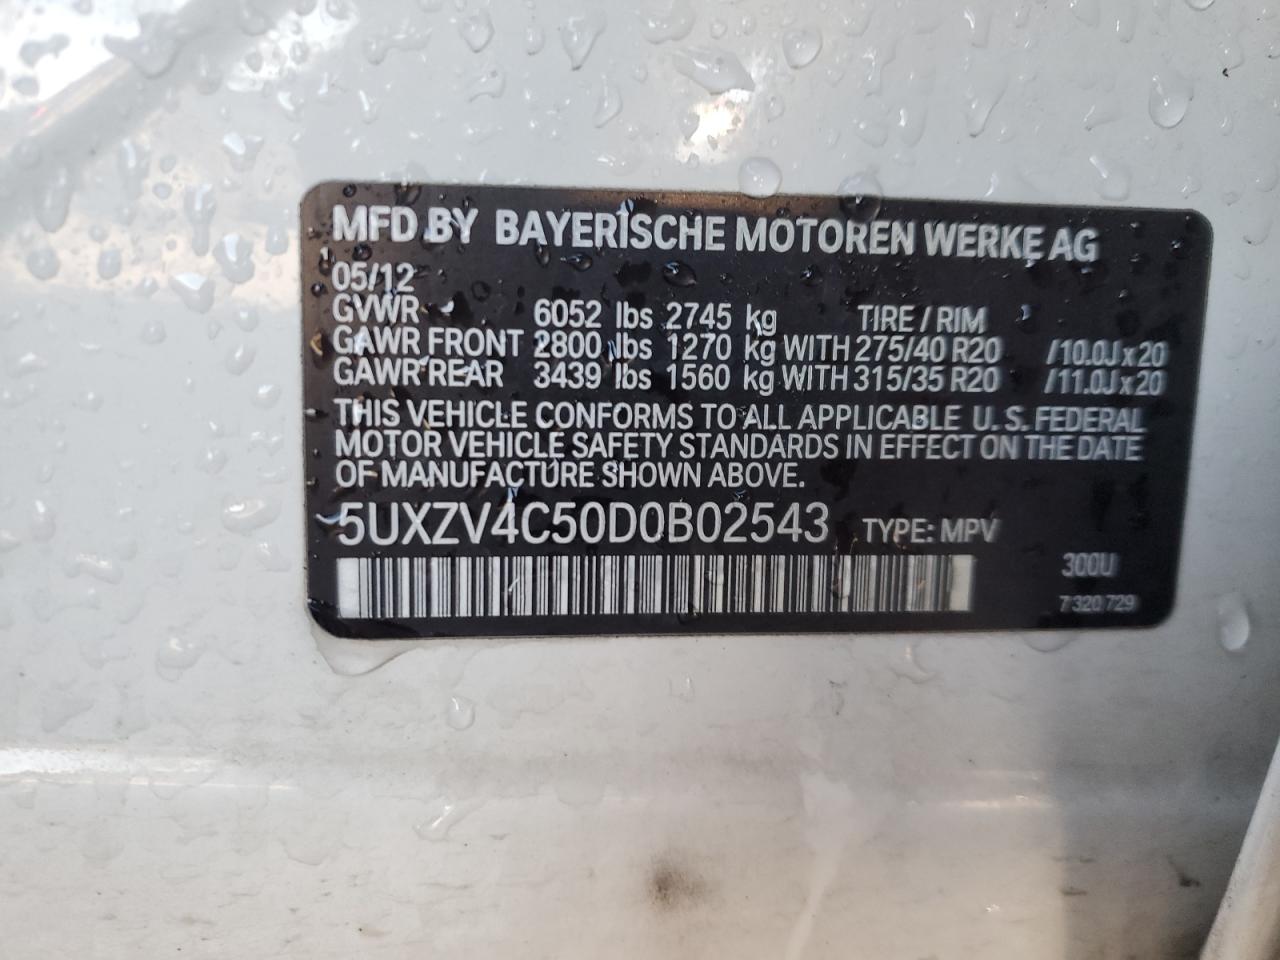 MFD BY BAYERISCHE MOTOREN WERKE AG
05/12
GVWR 6052 lbs 2745 kg TIRE / RIM
GAWR FRONT 2800 lbs 1270 kg WITH 275/40 R20 /10.0J x 20
GAWR REAR 3439 lbs 1560 kg WITH 315/35 R20 /11.0J x 20
THIS VEHICLE CONFORMS TO ALL APPLICABLE U.S. FEDERAL
MOTOR VEHICLE SAFETY STANDARDS IN EFFECT ON THE DATE
OF MANUFACTURE SHOWN ABOVE.
5UXZV4C50D0B02543 TYPE: MPV
300U
7 320 729